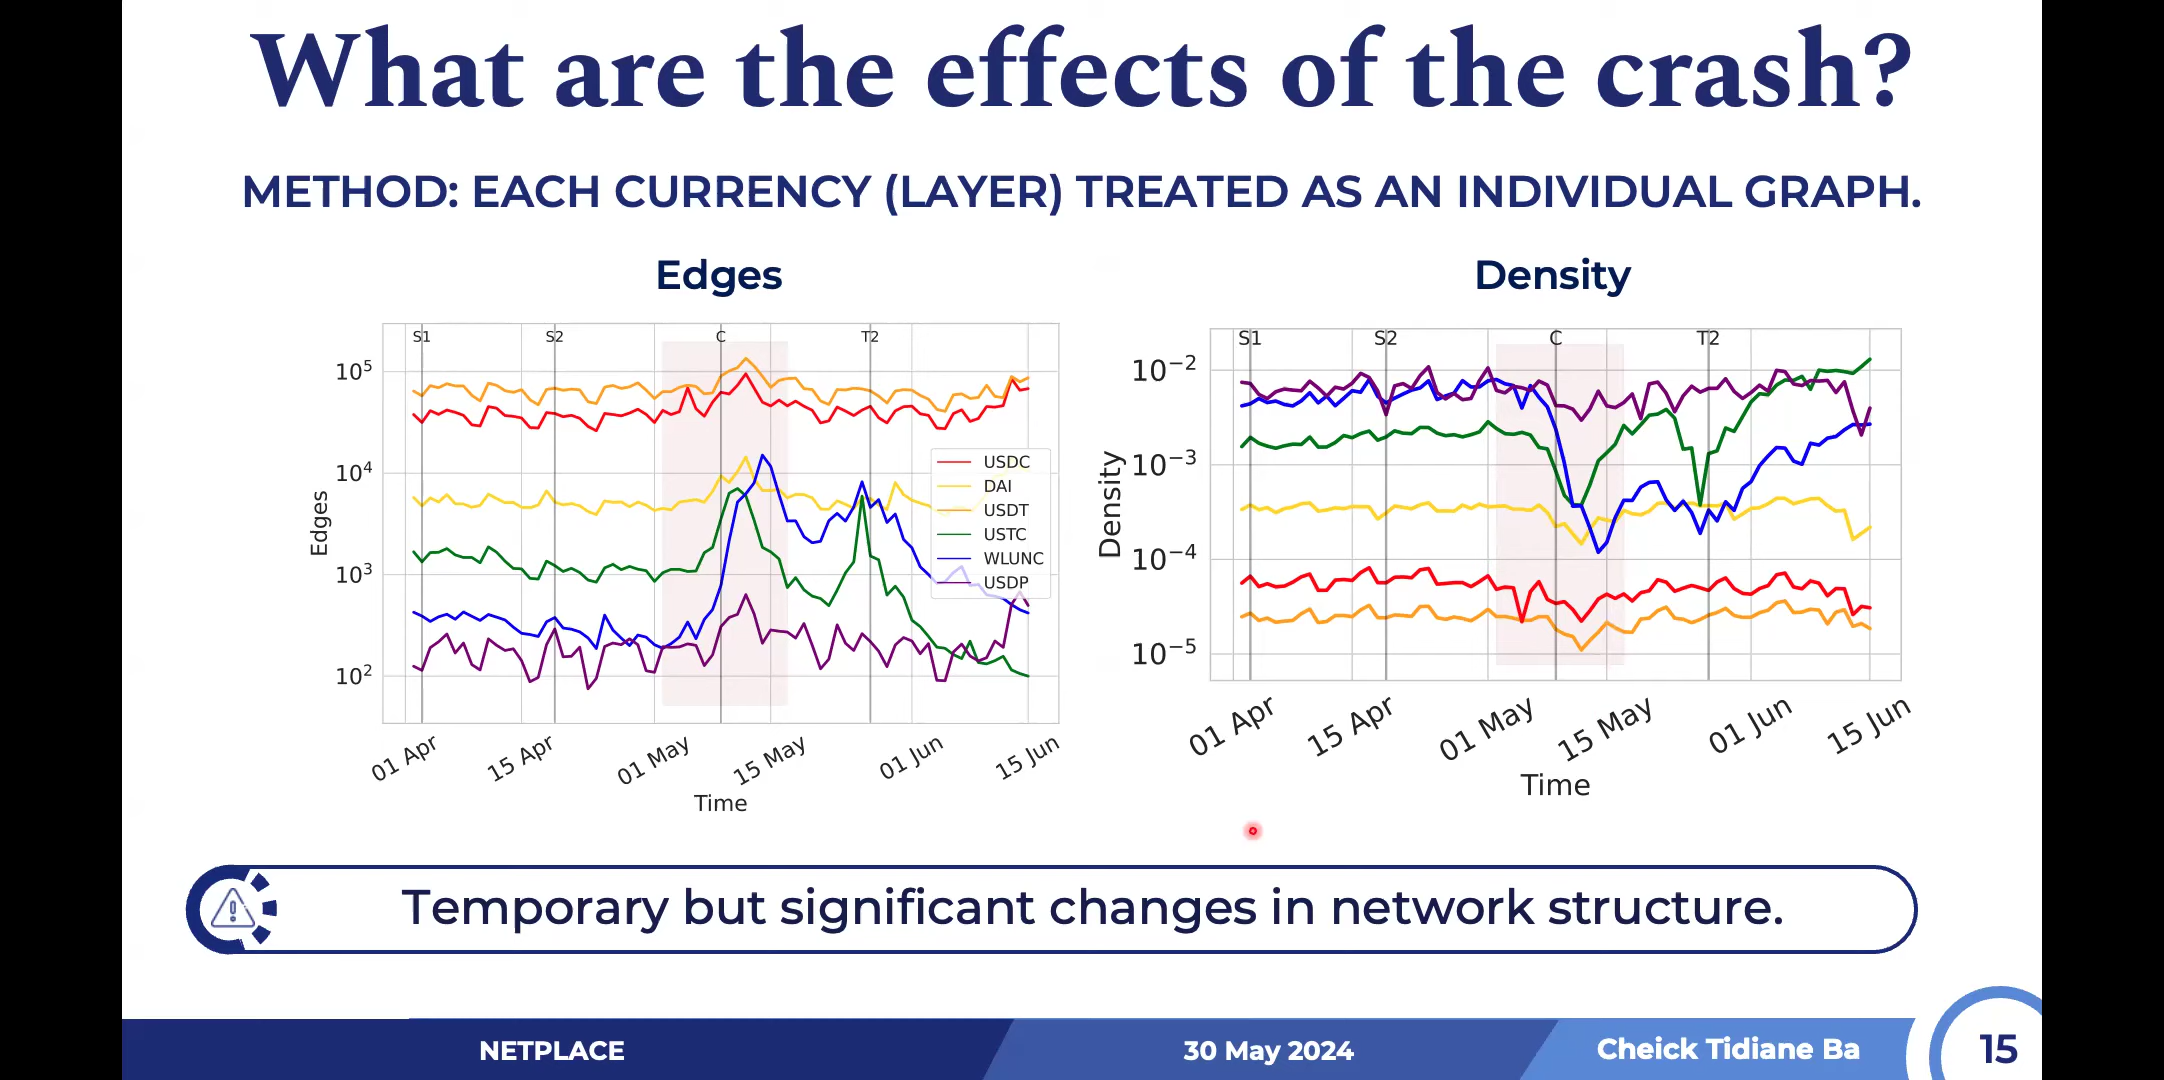 What are the effects of the crash?
METHOD: EACH CURRENCY (LAYER) TREATED AS AN INDIVIDUAL GRAPH.
Edges
S1 S2 C T2
10^5
10^4
10^3
10^2
Edges
USDC
DAI
USDT
USTC
WLUNC
USDP
01 Apr 15 Apr 01 May 15 May 01 Jun 15 Jun
Time
Density
S1 S2 C T2
10^-2
10^-3
10^-4
10^-5
Density
01 Apr 15 Apr 01 May 15 May 01 Jun 15 Jun
Time
Temporary but significant changes in network structure.
NETPLACE 30 May 2024 Cheick Tidiane Ba 15